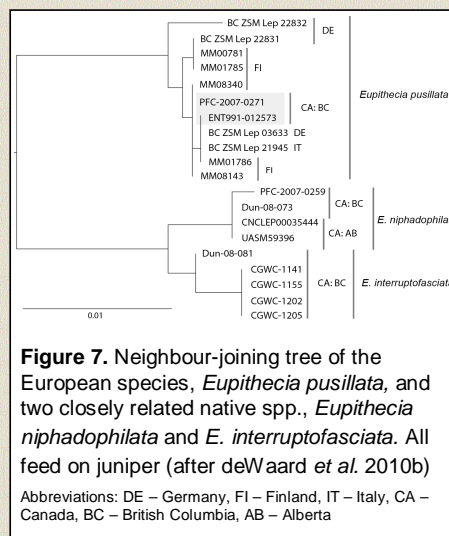 BC ZSM Lep 22832
DE
BC ZSM Lep 22831
MM00781
MM01785
FI
MM08340
Eupithecia pusillata
PFC-2007-0271
CA: BC
ENT991-012573
BC ZSM Lep 03633 DE
BC ZSM Lep 21945 IT
MM01786
FI
MM08143
PFC-2007-0259
CA: BC
Dun-08-073
E. niphadophilata
CNCLEP00035444
CA: AB
UASM59396
Dun-08-081
CGWC-1141
CGWC-1155
CA: BC
E. interruptofasciata
CGWC-1202
CGWC-1205
0.01
Figure 7. Neighbour-joining tree of the
European species, Eupithecia pusillata, and
two closely related native spp., Eupithecia
niphadophilata and E. interruptofasciata. All
feed on juniper (after deWaard et al. 2010b)
Abbreviations: DE – Germany, FI – Finland, IT – Italy, CA –
Canada, BC – British Columbia, AB – Alberta